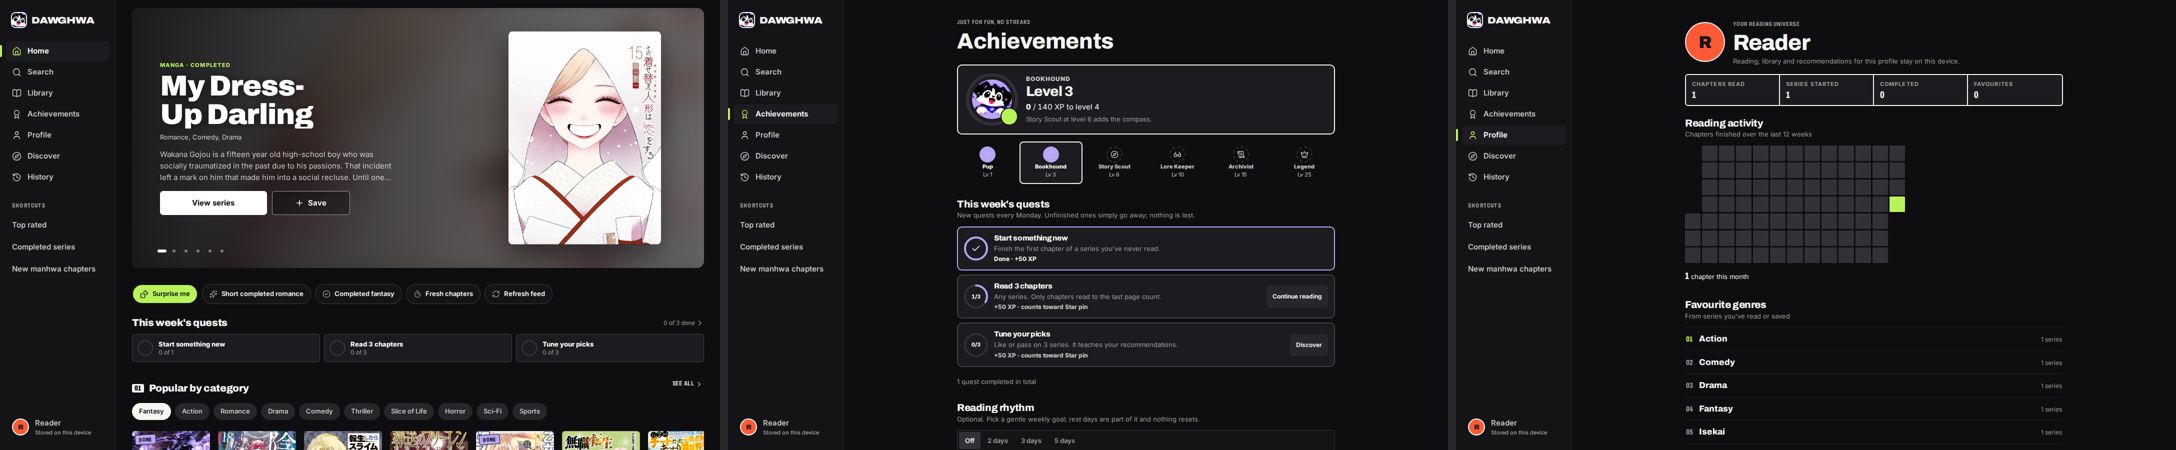 DAWGHWA
Home
Search
Library
Achievements
Profile
Discover
History
SHORTCUTS
Top rated
Completed series
New manhwa chapters
R
Reader
Stored on this device
MANGA · COMPLETED
My Dress-
Up Darling
Romance, Comedy, Drama
Wakana Gojou is a fifteen year old high-school boy who was
socially traumatized in the past due to his passions. That incident
left a mark on him that made him into a social recluse. Until one...
View series
+ Save
15
その着せ替え人形は恋をする
Surprise me
Short completed romance
Completed fantasy
Fresh chapters
Refresh feed
This week's quests
0 of 3 done >
Start something new
0 of 1
Read 3 chapters
0 of 3
Tune your picks
0 of 3
01 Popular by category
SEE ALL >
Fantasy
Action
Romance
Drama
Comedy
Thriller
Slice of Life
Horror
Sci-Fi
Sports
DONE
DONE
DAWGHWA
Home
Search
Library
Achievements
Profile
Discover
History
SHORTCUTS
Top rated
Completed series
New manhwa chapters
R
Reader
Stored on this device
JUST FOR FUN, NO STREAKS
Achievements
BOOKHOUND
Level 3
0 / 140 XP to level 4
Story Scout at level 6 adds the compass.
Pup
Lv 1
Bookhound
Lv 3
Story Scout
Lv 6
Lore Keeper
Lv 10
Archivist
Lv 15
Legend
Lv 25
This week's quests
New quests every Monday. Unfinished ones simply go away; nothing is lost.
Start something new
Finish the first chapter of a series you've never read.
Done · +50 XP
1/3
Read 3 chapters
Any series. Only chapters read to the last page count.
+50 XP · counts toward Star pin
Continue reading
0/3
Tune your picks
Like or pass on 3 series. It teaches your recommendations.
+50 XP · counts toward Star pin
Discover
1 quest completed in total
Reading rhythm
Optional. Pick a gentle weekly goal; rest days are part of it and nothing resets.
Off
2 days
3 days
5 days
DAWGHWA
Home
Search
Library
Achievements
Profile
Discover
History
SHORTCUTS
Top rated
Completed series
New manhwa chapters
R
Reader
Stored on this device
R
YOUR READING UNIVERSE
Reader
Reading, library and recommendations for this profile stay on this device.
CHAPTERS READ
1
SERIES STARTED
1
COMPLETED
0
FAVOURITES
0
Reading activity
Chapters finished over the last 12 weeks
1 chapter this month
Favourite genres
From series you've read or saved
01 Action
1 series
02 Comedy
1 series
03 Drama
1 series
04 Fantasy
1 series
05 Isekai
1 series